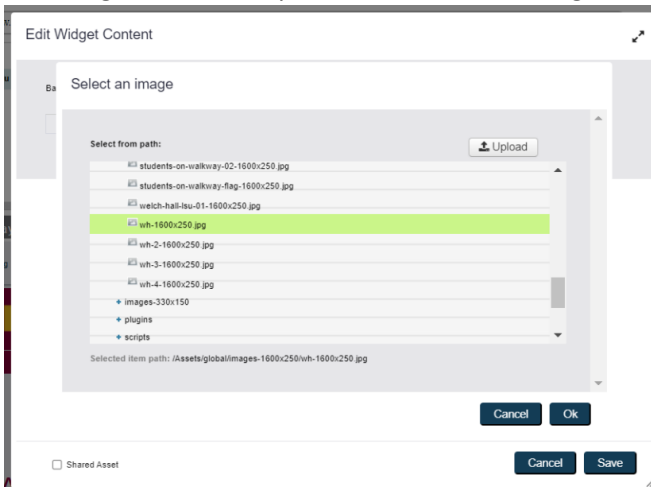 Edit Widget Content
Ba
Select an image
Select from path:
Upload
students-on-walkway-02-1600x250.jpg
students-on-walkway-flag-1600x250.jpg
welch-hall-lsu-01-1600x250.jpg
wh-1600x250.jpg
wh-2-1600x250.jpg
wh-3-1600x250.jpg
wh-4-1600x250.jpg
images-330x150
plugins
scripts
Selected item path: /Assets/global/images-1600x250/wh-1600x250.jpg
Cancel Ok
Shared Asset
Cancel Save